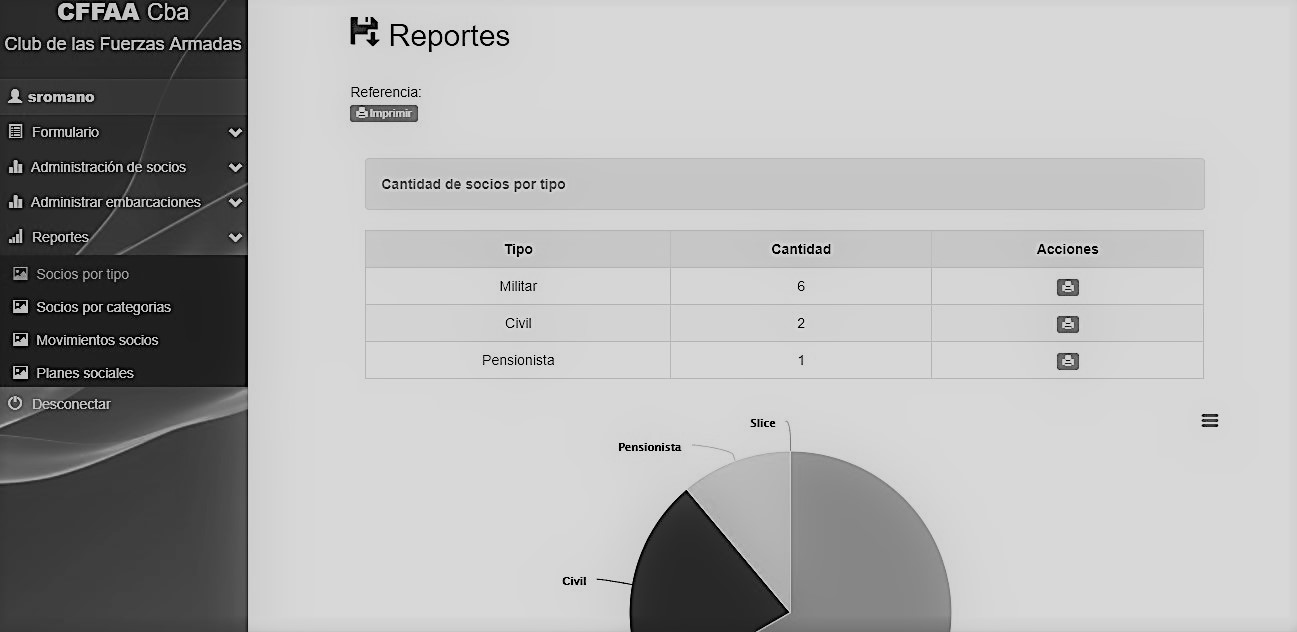 CFFAA Cba
Club de las Fuerzas Armadas
sromano
Formulario
Administración de socios
Administrar embarcaciones
Reportes
Socios por tipo
Socios por categorias
Movimientos socios
Planes sociales
Desconectar
Reportes
Referencia:
Imprimir
Cantidad de socios por tipo
Tipo Cantidad Acciones
Militar 6
Civil 2
Pensionista 1
Slice
Pensionista
Civil